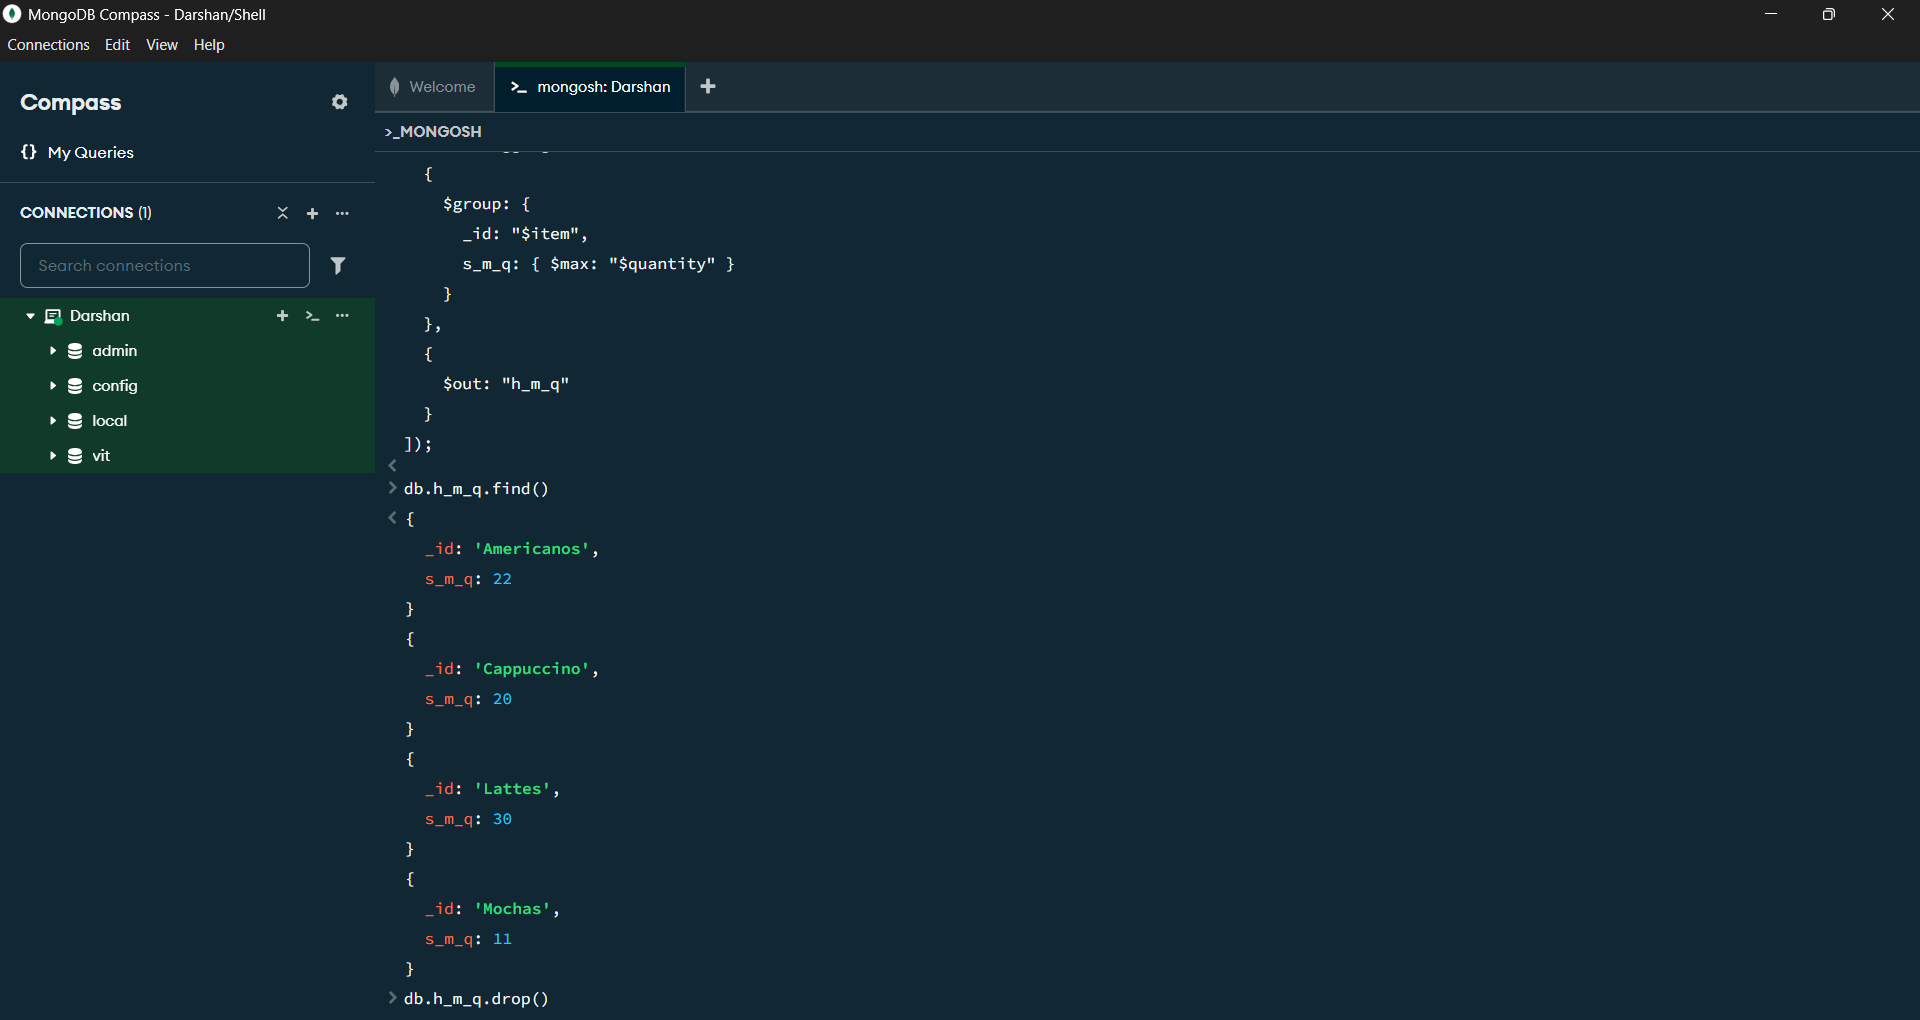 MongoDB Compass - Darshan/Shell
Connections Edit View Help
Compass
{} My Queries
CONNECTIONS (1)
Search connections
Darshan
admin
config
local
vit
Welcome
>_ mongosh: Darshan
>_MONGOSH
{
$group: {
_id: "$item",
s_m_q: { $max: "$quantity" }
}
},
{
$out: "h_m_q"
}
]);
<
> db.h_m_q.find()
< {
_id: 'Americanos',
s_m_q: 22
}
{
_id: 'Cappuccino',
s_m_q: 20
}
{
_id: 'Lattes',
s_m_q: 30
}
{
_id: 'Mochas',
s_m_q: 11
}
> db.h_m_q.drop()